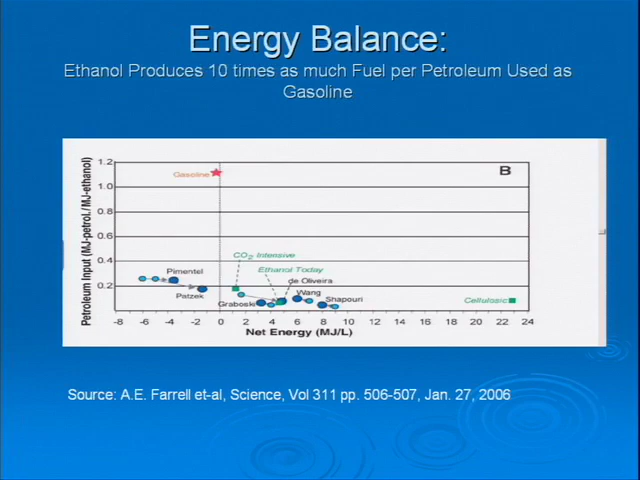 Energy Balance:
Ethanol Produces 10 times as much Fuel per Petroleum Used as
Gasoline
Petroleum Input (MJ-petrol./MJ-ethanol)
1.2
1.0
0.8
0.6
0.4
0.2
B
Gasoline
CO2 Intensive
Ethanol Today
de Oliveira
Pimentel
Wang
Patzek
Graboski
Shapouri
Cellulosic
-8 -6 -4 -2 0 2 4 6 8 10 12 14 16 18 20 22 24
Net Energy (MJ/L)
Source: A.E. Farrell et-al, Science, Vol 311 pp. 506-507, Jan. 27, 2006